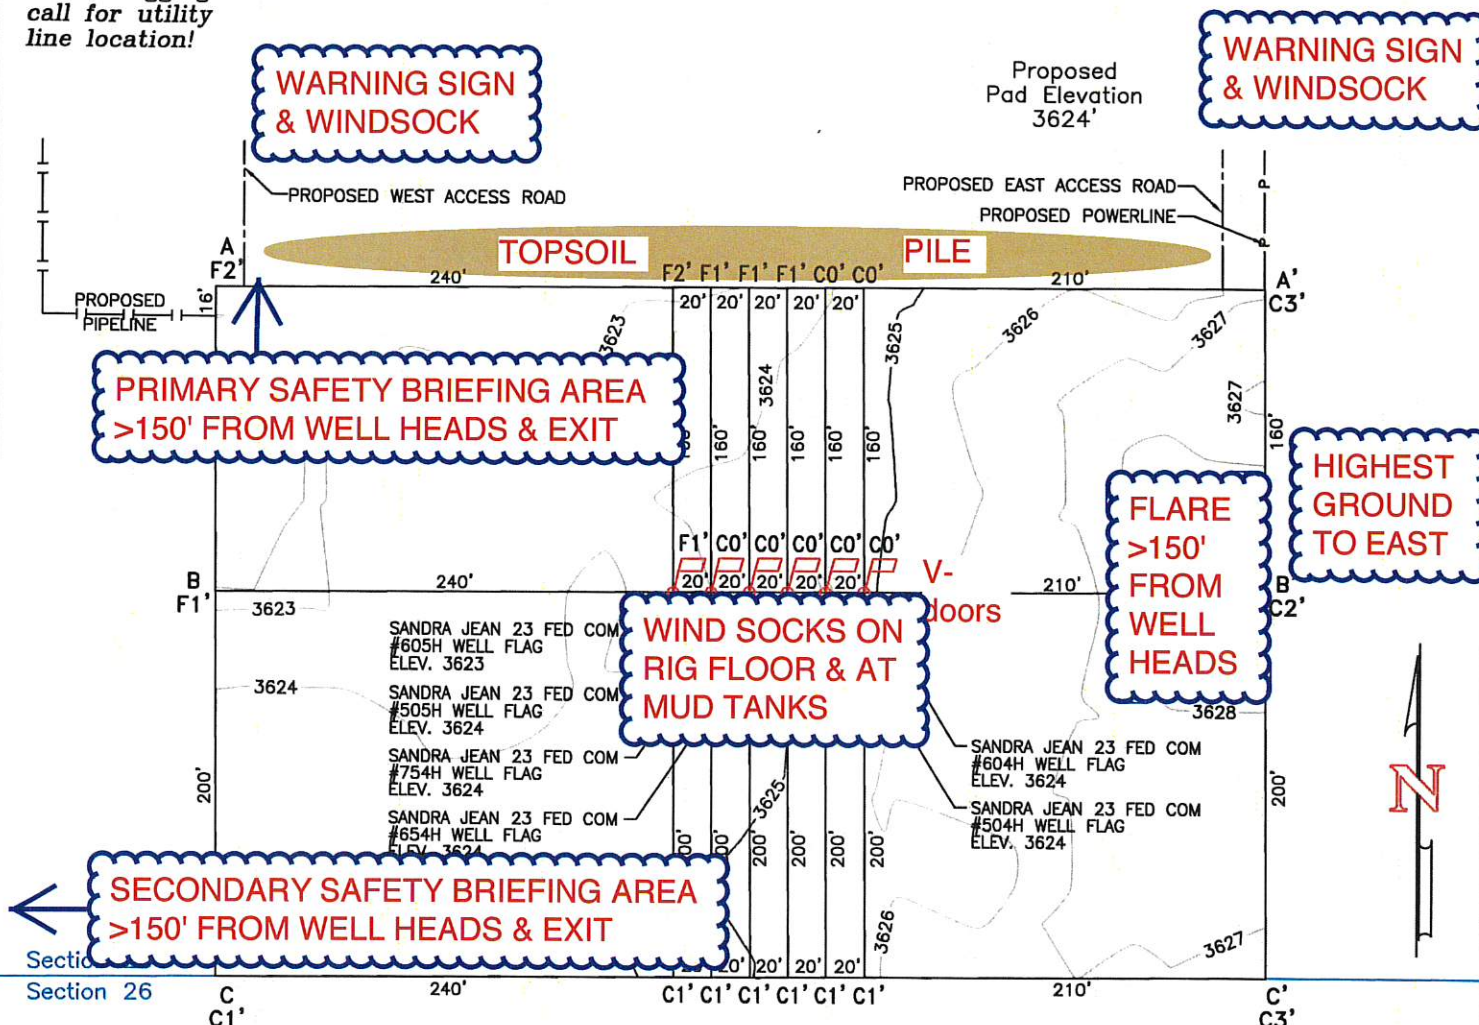 call for utility
line location!
WARNING SIGN
& WINDSOCK
Proposed
Pad Elevation
3624'
WARNING SIGN
& WINDSOCK
PROPOSED WEST ACCESS ROAD
PROPOSED EAST ACCESS ROAD
PROPOSED POWERLINE
P
P
A
F2'
TOPSOIL
PILE
240'
F2' F1' F1' F1' C0' C0'
210'
A'
C3'
PROPOSED
PIPELINE
16'
20' 20' 20' 20' 20'
3623
3624
3625
3626
3627
3627
PRIMARY SAFETY BRIEFING AREA
>150' FROM WELL HEADS & EXIT
160' 160' 160' 160' 160'
160'
HIGHEST
GROUND
TO EAST
FLARE
>150'
FROM
WELL
HEADS
F1' C0' C0' C0' C0' C0'
20' 20' 20' 20' 20'
V-
doors
B
F1'
240'
210'
B'
C2'
3623
3624
SANDRA JEAN 23 FED COM
#605H WELL FLAG
ELEV. 3623
SANDRA JEAN 23 FED COM
#505H WELL FLAG
ELEV. 3624
SANDRA JEAN 23 FED COM
#754H WELL FLAG
ELEV. 3624
SANDRA JEAN 23 FED COM
#654H WELL FLAG
ELEV. 3624
WIND SOCKS ON
RIG FLOOR & AT
MUD TANKS
3628
SANDRA JEAN 23 FED COM
#604H WELL FLAG
ELEV. 3624
SANDRA JEAN 23 FED COM
#504H WELL FLAG
ELEV. 3624
N
200'
3625
200' 200' 200' 200' 200' 200'
200'
SECONDARY SAFETY BRIEFING AREA
>150' FROM WELL HEADS & EXIT
3626
3627
20' 20' 20' 20' 20'
Section 26
C
C1'
240'
C1' C1' C1' C1' C1' C1'
210'
C'
C3'